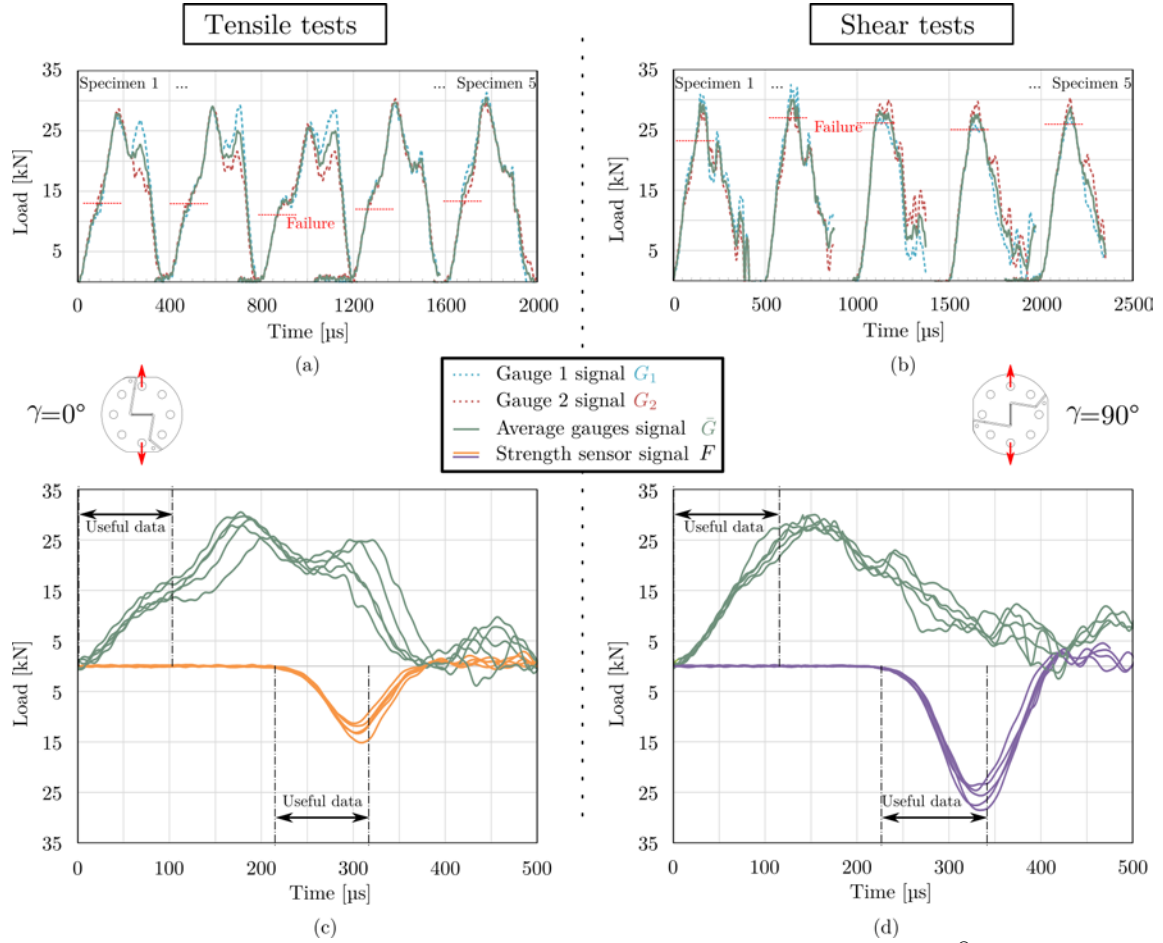 Tensile tests
Shear tests
35
25
15
5
Load [kN]
Specimen 1 ... ... Specimen 5
Failure
0 400 800 1200 1600 2000
Time [µs]
(a)
35
25
15
5
Load [kN]
Specimen 1 ... ... Specimen 5
Failure
0 500 1000 1500 2000 2500
Time [µs]
(b)
γ=0°
Gauge 1 signal G₁
Gauge 2 signal G₂
Average gauges signal Ḡ
Strength sensor signal F
γ=90°
35
25
15
5
5
15
25
35
Load [kN]
Load [kN]
Useful data
Useful data
0 100 200 300 400 500
Time [µs]
(c)
35
25
15
5
5
15
25
35
Load [kN]
Load [kN]
Useful data
Useful data
0 100 200 300 400 500
Time [µs]
(d)